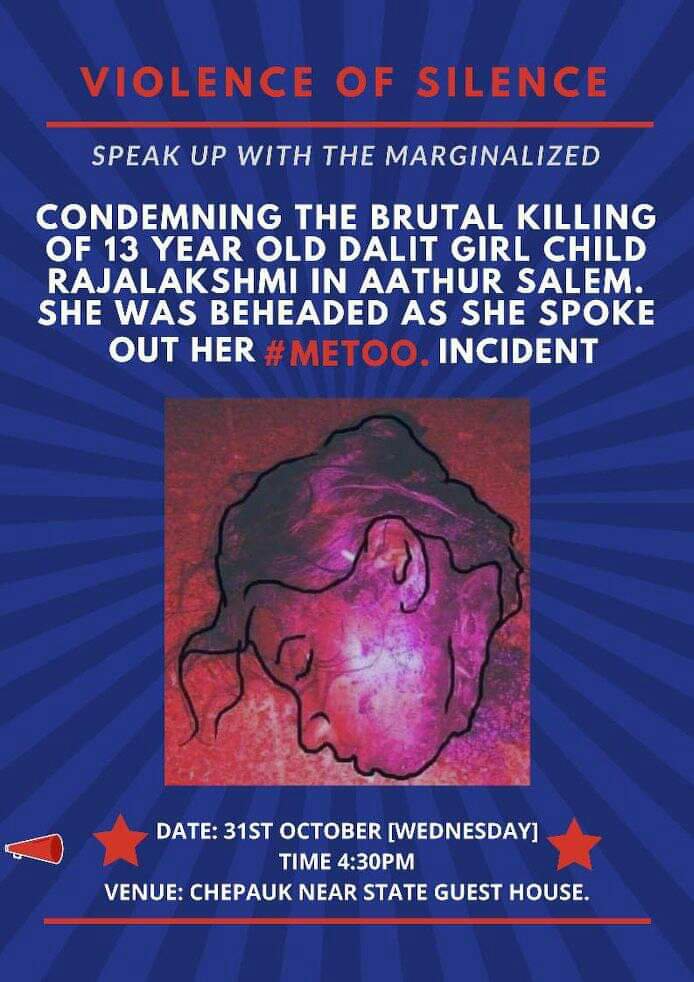 VIOLENCE OF SILENCE
SPEAK UP WITH THE MARGINALIZED
CONDEMNING THE BRUTAL KILLING
OF 13 YEAR OLD DALIT GIRL CHILD
RAJALAKSHMI IN AATHUR SALEM.
SHE WAS BEHEADED AS SHE SPOKE
OUT HER #METOO. INCIDENT
DATE: 31ST OCTOBER [WEDNESDAY]
TIME 4:30PM
VENUE: CHEPAUK NEAR STATE GUEST HOUSE.